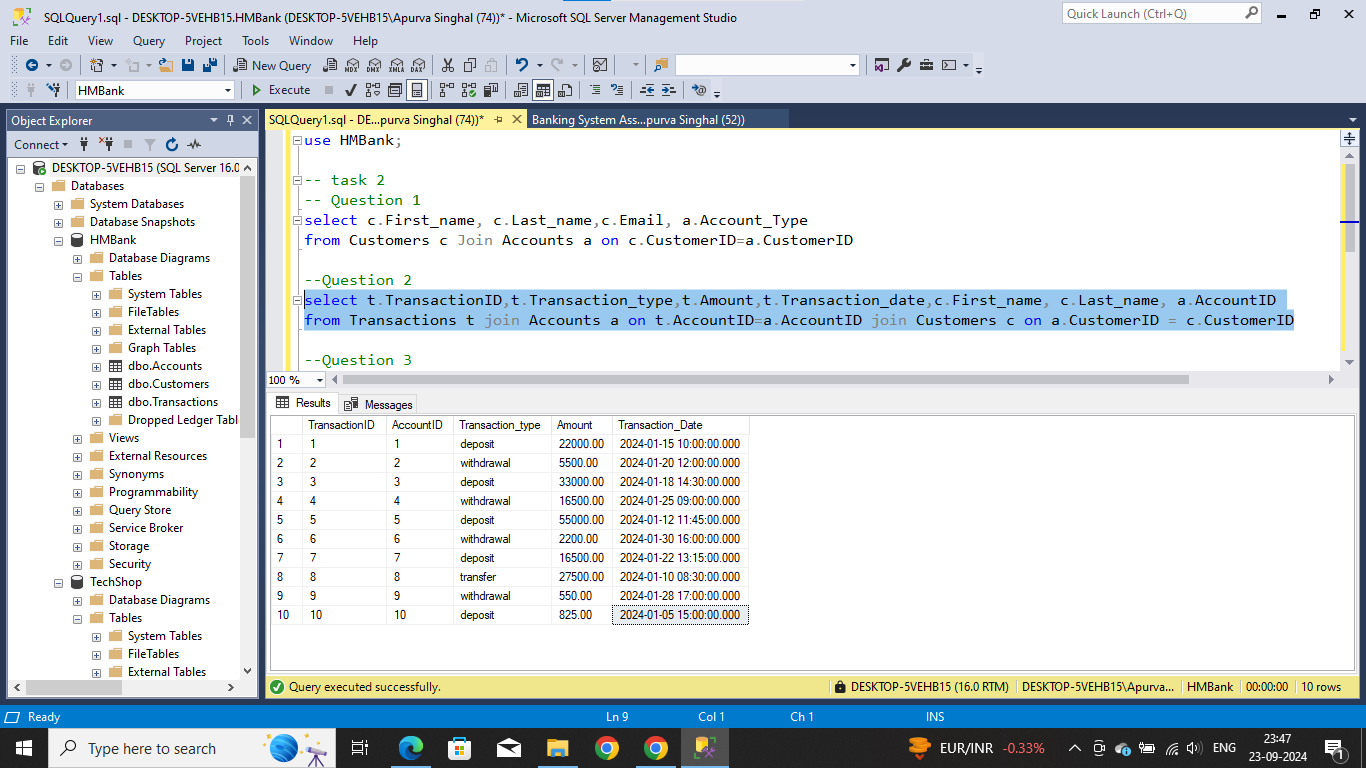 SQLQuery1.sql - DESKTOP-5VEHB15.HMBank (DESKTOP-5VEHB15\Apurva Singhal (74))* - Microsoft SQL Server Management Studio
Quick Launch (Ctrl+Q)
File Edit View Query Project Tools Window Help
New Query MDX DMX XMLA DAX
HMBank Execute
Object Explorer
Connect
DESKTOP-5VEHB15 (SQL Server 16.0
Databases
System Databases
Database Snapshots
HMBank
Database Diagrams
Tables
System Tables
FileTables
External Tables
Graph Tables
dbo.Accounts
dbo.Customers
dbo.Transactions
Dropped Ledger Tabl
Views
External Resources
Synonyms
Programmability
Query Store
Service Broker
Storage
Security
TechShop
Database Diagrams
Tables
System Tables
FileTables
External Tables
SQLQuery1.sql - DE...purva Singhal (74))* Banking System Ass...purva Singhal (52))
use HMBank;
-- task 2
-- Question 1
select c.First_name, c.Last_name,c.Email, a.Account_Type
from Customers c Join Accounts a on c.CustomerID=a.CustomerID
--Question 2
select t.TransactionID,t.Transaction_type,t.Amount,t.Transaction_date,c.First_name, c.Last_name, a.AccountID
from Transactions t join Accounts a on t.AccountID=a.AccountID join Customers c on a.CustomerID = c.CustomerID
--Question 3
100 %
Results Messages
TransactionID AccountID Transaction_type Amount Transaction_Date
1 1 1 deposit 22000.00 2024-01-15 10:00:00.000
2 2 2 withdrawal 5500.00 2024-01-20 12:00:00.000
3 3 3 deposit 33000.00 2024-01-18 14:30:00.000
4 4 4 withdrawal 16500.00 2024-01-25 09:00:00.000
5 5 5 deposit 55000.00 2024-01-12 11:45:00.000
6 6 6 withdrawal 2200.00 2024-01-30 16:00:00.000
7 7 7 deposit 16500.00 2024-01-22 13:15:00.000
8 8 8 transfer 27500.00 2024-01-10 08:30:00.000
9 9 9 withdrawal 550.00 2024-01-28 17:00:00.000
10 10 10 deposit 825.00 2024-01-05 15:00:00.000
Query executed successfully. DESKTOP-5VEHB15 (16.0 RTM) DESKTOP-5VEHB15\Apurva... HMBank 00:00:00 10 rows
Ready Ln 9 Col 1 Ch 1 INS
Type here to search
EUR/INR -0.33%
ENG
23:47
23-09-2024
1